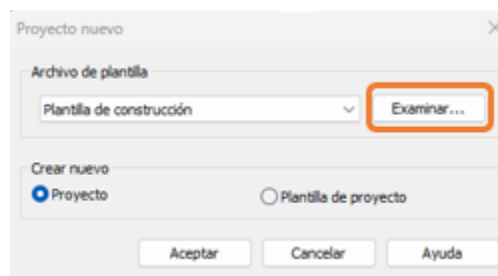 Proyecto nuevo
Archivo de plantilla
Plantilla de construcción
Examinar...
Crear nuevo
Proyecto
Plantilla de proyecto
Aceptar
Cancelar
Ayuda